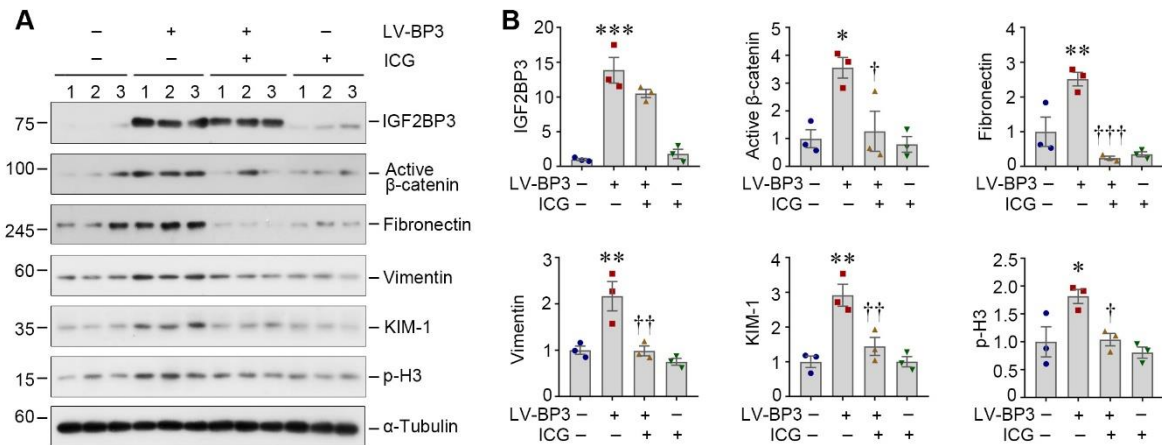 A
– + + – LV-BP3
– – + + ICG
1 2 3 1 2 3 1 2 3 1 2 3
75 IGF2BP3
100 Active
β-catenin
245 Fibronectin
60 Vimentin
35 KIM-1
15 p-H3
60 α-Tubulin
B
IGF2BP3
20
15
10
5
0
***
LV-BP3 – + + –
ICG – – + +
Active β-catenin
6
5
4
3
2
1
0
*
†
LV-BP3 – + + –
ICG – – + +
Fibronectin
4
3
2
1
0
**
†††
LV-BP3 – + + –
ICG – – + +
Vimentin
3
2
1
0
**
††
LV-BP3 – + + –
ICG – – + +
KIM-1
4
3
2
1
0
**
††
LV-BP3 – + + –
ICG – – + +
p-H3
2.5
2.0
1.5
1.0
0.5
0.0
*
†
LV-BP3 – + + –
ICG – – + +